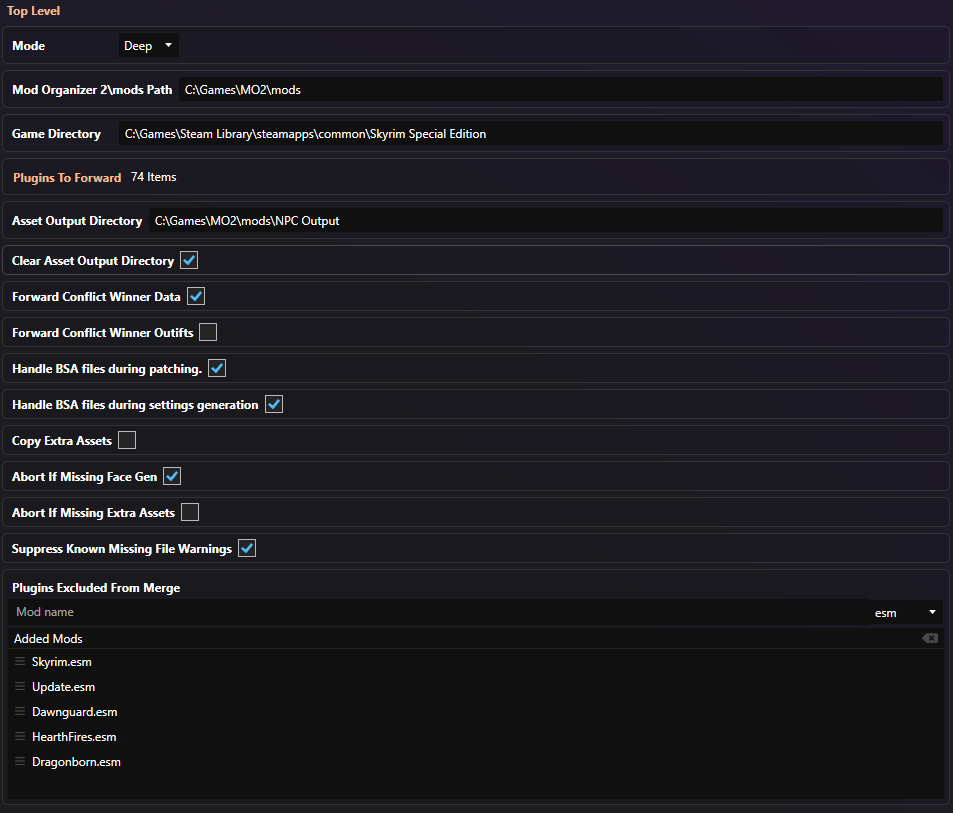 Top Level
Mode Deep
Mod Organizer 2\mods Path C:\Games\MO2\mods
Game Directory C:\Games\Steam Library\steamapps\common\Skyrim Special Edition
Plugins To Forward 74 Items
Asset Output Directory C:\Games\MO2\mods\NPC Output
Clear Asset Output Directory
Forward Conflict Winner Data
Forward Conflict Winner Outifts
Handle BSA files during patching.
Handle BSA files during settings generation
Copy Extra Assets
Abort If Missing Face Gen
Abort If Missing Extra Assets
Suppress Known Missing File Warnings
Plugins Excluded From Merge
Mod name esm
Added Mods
Skyrim.esm
Update.esm
Dawnguard.esm
HearthFires.esm
Dragonborn.esm